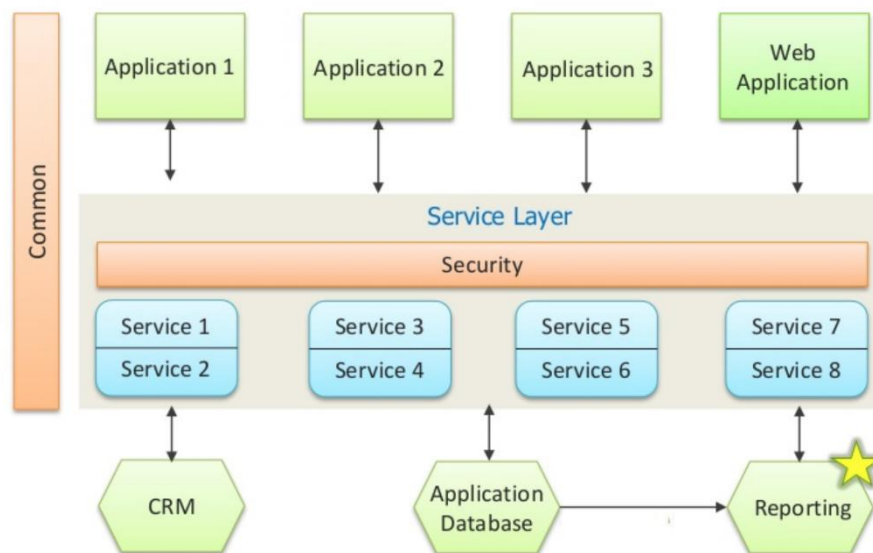 Common
Application 1
Application 2
Application 3
Web
Application
Service Layer
Security
Service 1
Service 2
Service 3
Service 4
Service 5
Service 6
Service 7
Service 8
CRM
Application
Database
Reporting